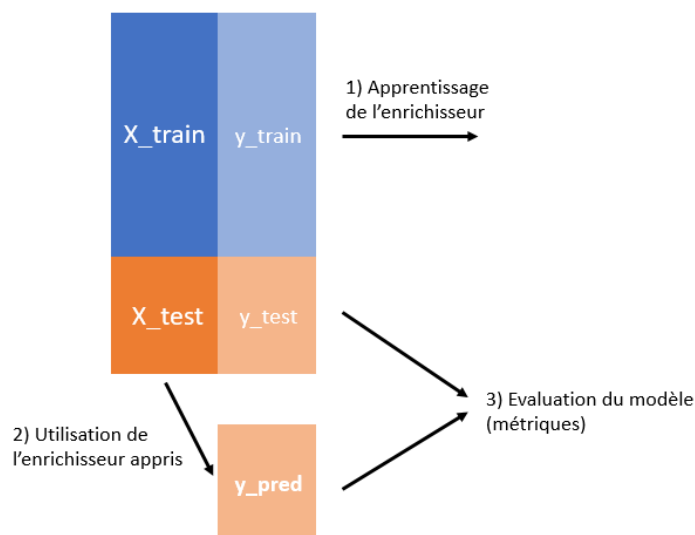 1) Apprentissage
de l'enrichisseur
X_train
y_train
X_test
y_test
3) Evaluation du modèle
(métriques)
2) Utilisation de
l'enrichisseur appris
y_pred